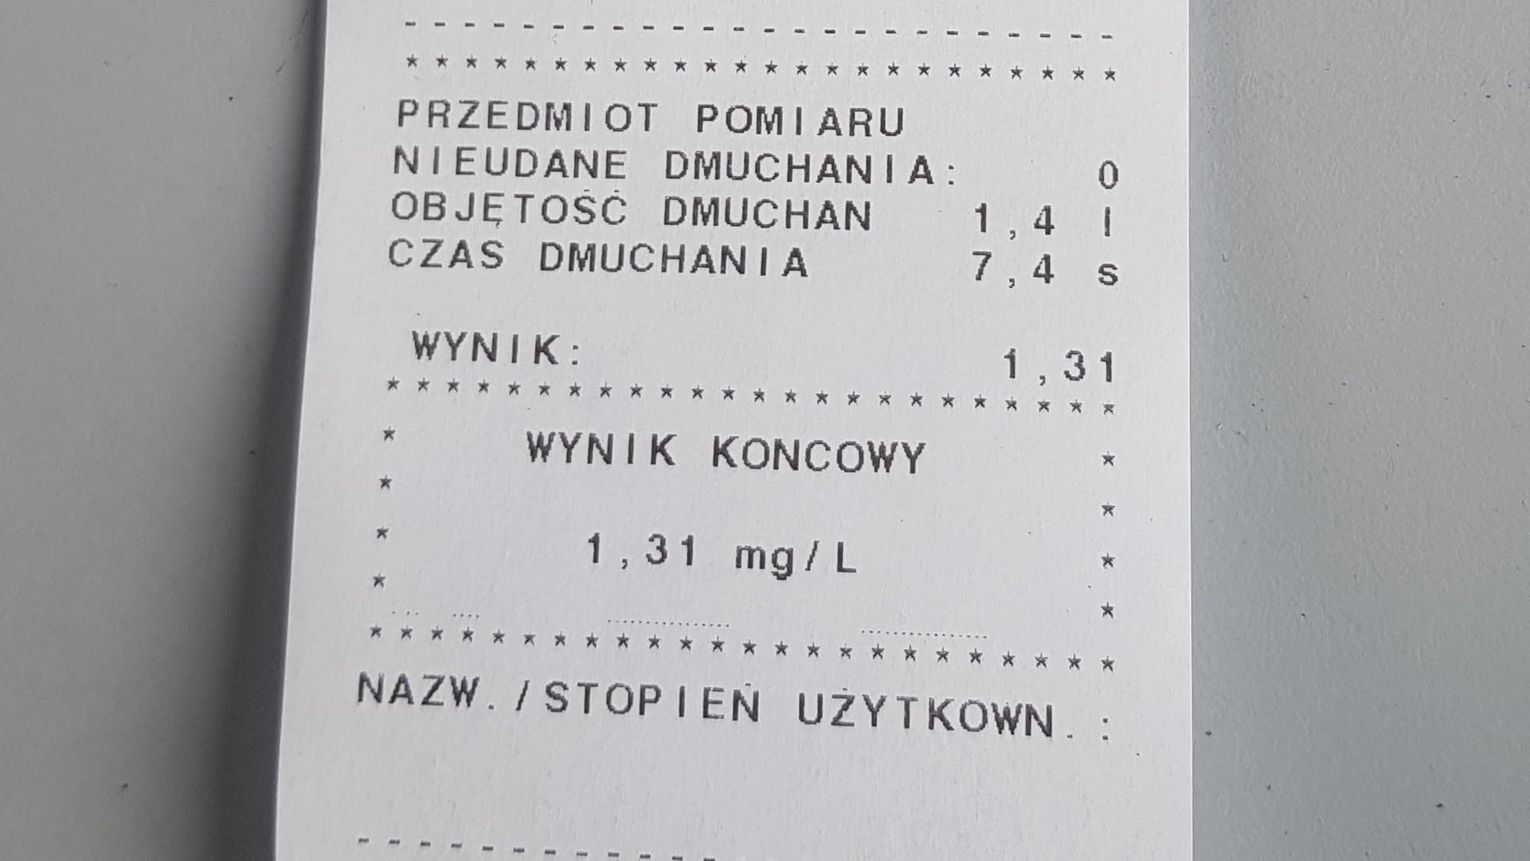 - - - - - - - - - - - - - - - - - - - - - - - -
* * * * * * * * * * * * * * * * * * * * * * * *
PRZEDMIOT POMIARU
NIEUDANE DMUCHANIA: 0
OBJĘTOŚĆ DMUCHAN 1,4 l
CZAS DMUCHANIA 7,4 s
WYNIK: 1,31
* * * * * * * * * * * * * * * * * * * * * * * *
* WYNIK KONCOWY *
* *
* 1,31 mg/L *
* *
* * * * * * * * * * * * * * * * * * * * * * * *
NAZW./STOPIEŃ UŻYTKOWN.:
- - - - - - - - - - - -